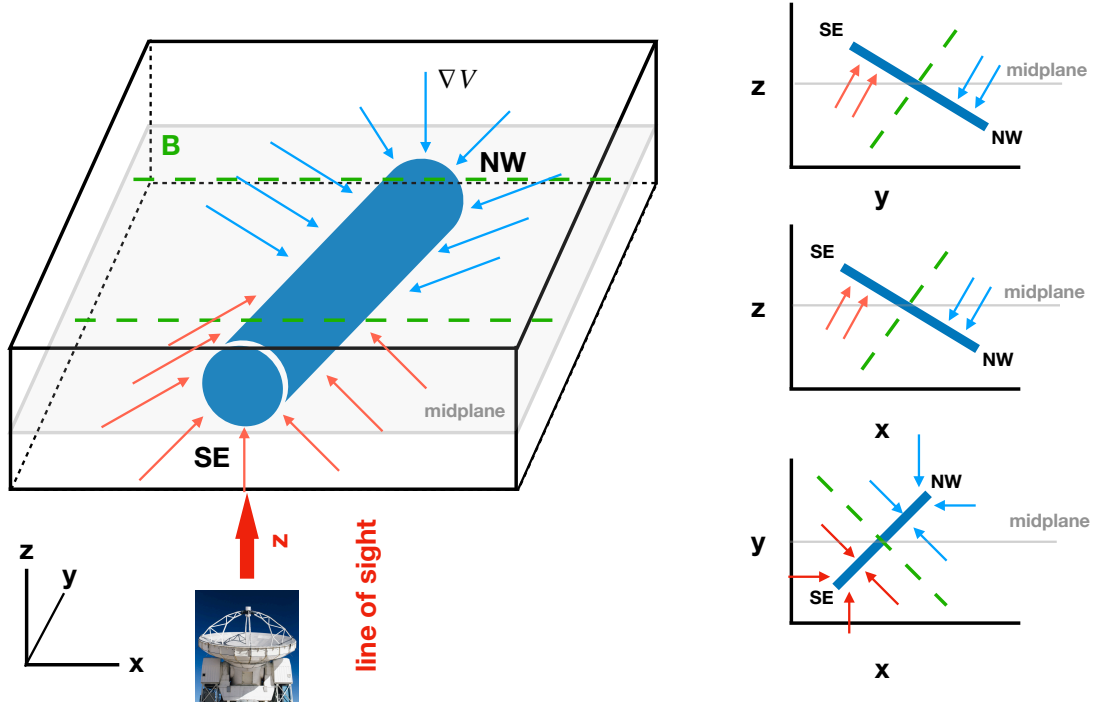 ∇V
B
NW
midplane
SE
z
line of sight
z
y
x
SE
z
midplane
NW
y
SE
z
midplane
NW
x
NW
y
midplane
SE
x